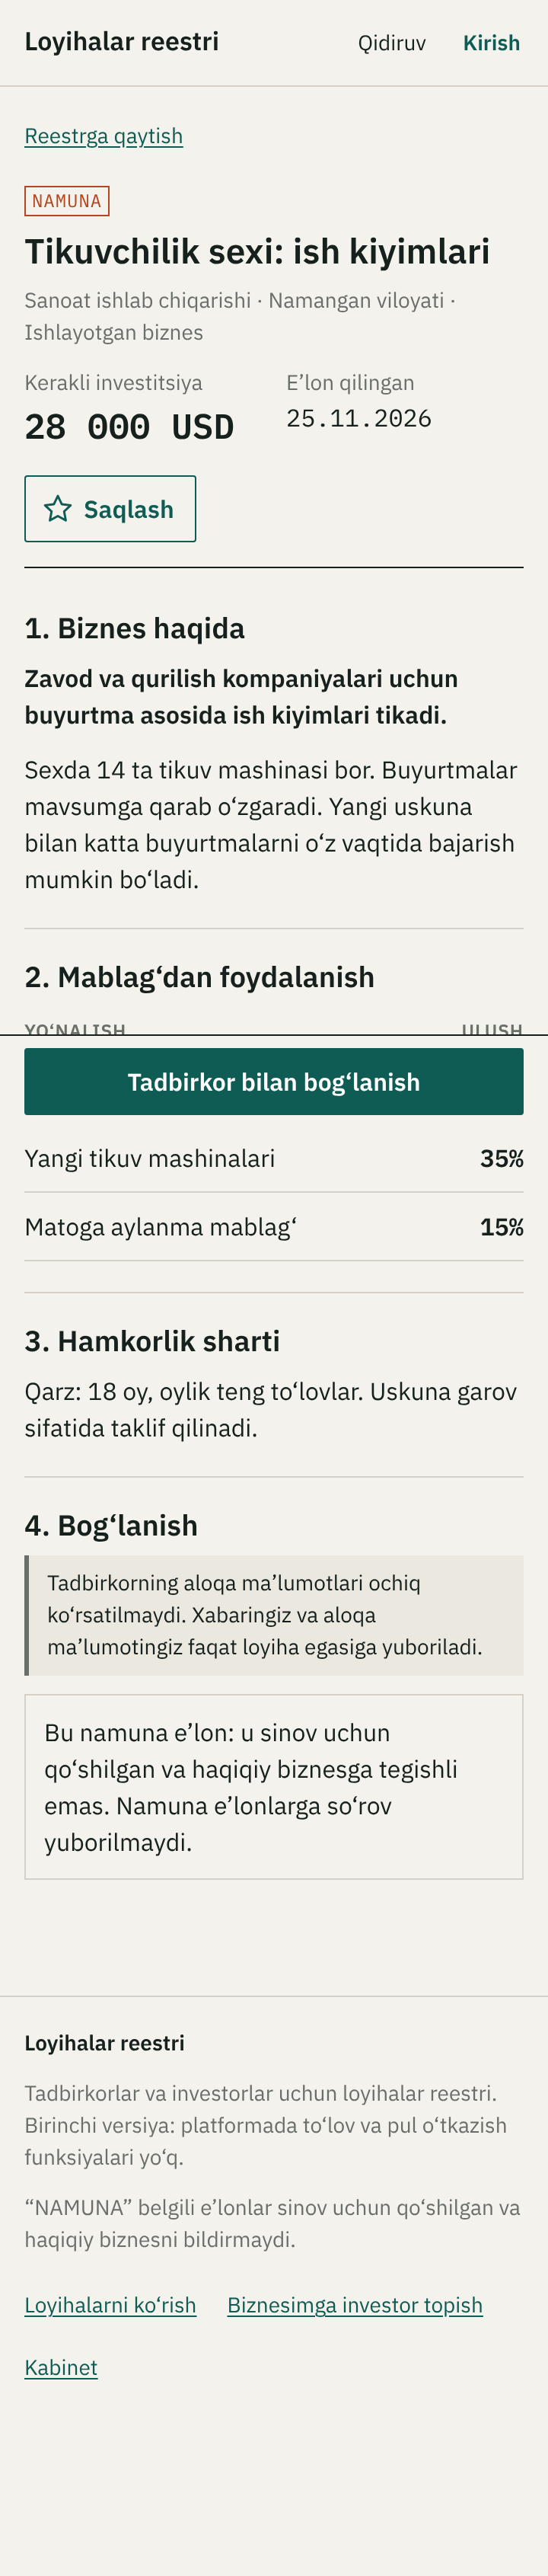 Loyihalar reestri
Qidiruv
Kirish
Reestrga qaytish
NAMUNA
Tikuvchilik sexi: ish kiyimlari
Sanoat ishlab chiqarishi · Namangan viloyati ·
Ishlayotgan biznes
Kerakli investitsiya
28 000 USD
E’lon qilingan
25.11.2026
Saqlash
1. Biznes haqida
Zavod va qurilish kompaniyalari uchun
buyurtma asosida ish kiyimlari tikadi.
Sexda 14 ta tikuv mashinasi bor. Buyurtmalar
mavsumga qarab o‘zgaradi. Yangi uskuna
bilan katta buyurtmalarni o‘z vaqtida bajarish
mumkin bo‘ladi.
2. Mablag‘dan foydalanish
YO‘NALISH
ULUSH
Tadbirkor bilan bog‘lanish
Yangi tikuv mashinalari
35%
Matoga aylanma mablag‘
15%
3. Hamkorlik sharti
Qarz: 18 oy, oylik teng to‘lovlar. Uskuna garov
sifatida taklif qilinadi.
4. Bog‘lanish
Tadbirkorning aloqa ma’lumotlari ochiq
ko‘rsatilmaydi. Xabaringiz va aloqa
ma’lumotingiz faqat loyiha egasiga yuboriladi.
Bu namuna e’lon: u sinov uchun
qo‘shilgan va haqiqiy biznesga tegishli
emas. Namuna e’lonlarga so‘rov
yuborilmaydi.
Loyihalar reestri
Tadbirkorlar va investorlar uchun loyihalar reestri.
Birinchi versiya: platformada to‘lov va pul o‘tkazish
funksiyalari yo‘q.
“NAMUNA” belgili e’lonlar sinov uchun qo‘shilgan va
haqiqiy biznesni bildirmaydi.
Loyihalarni ko‘rish
Biznesimga investor topish
Kabinet